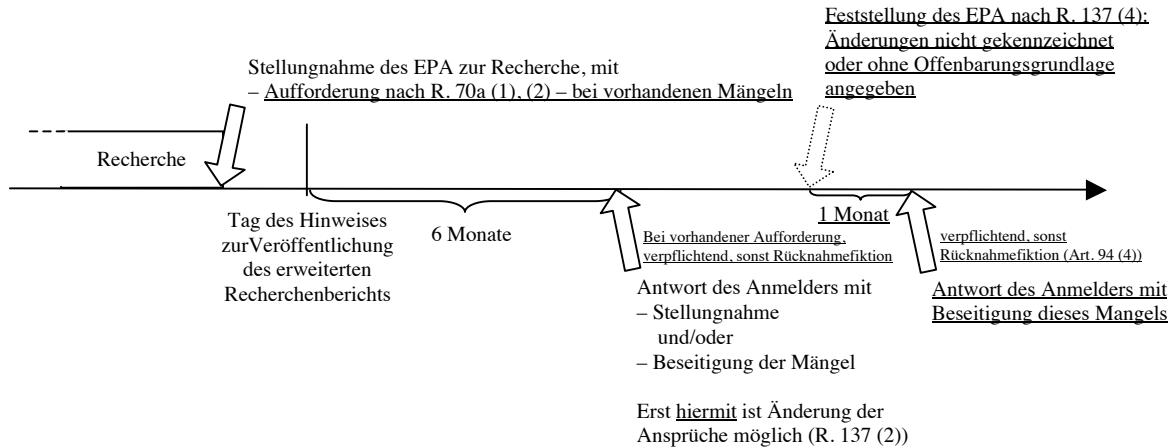 Feststellung des EPA nach R. 137 (4):
Änderungen nicht gekennzeichnet
oder ohne Offenbarungsgrundlage
angegeben
Stellungnahme des EPA zur Recherche, mit
– Aufforderung nach R. 70a (1), (2) – bei vorhandenen Mängeln
Recherche
Tag des Hinweises
zurVeröffentlichung
des erweiterten
Recherchenberichts
6 Monate
Bei vorhandener Aufforderung,
verpflichtend, sonst Rücknahmefiktion
Antwort des Anmelders mit
– Stellungnahme
und/oder
– Beseitigung der Mängel
Erst hiermit ist Änderung der
Ansprüche möglich (R. 137 (2))
1 Monat
verpflichtend, sonst
Rücknahmefiktion (Art. 94 (4))
Antwort des Anmelders mit
Beseitigung dieses Mangels